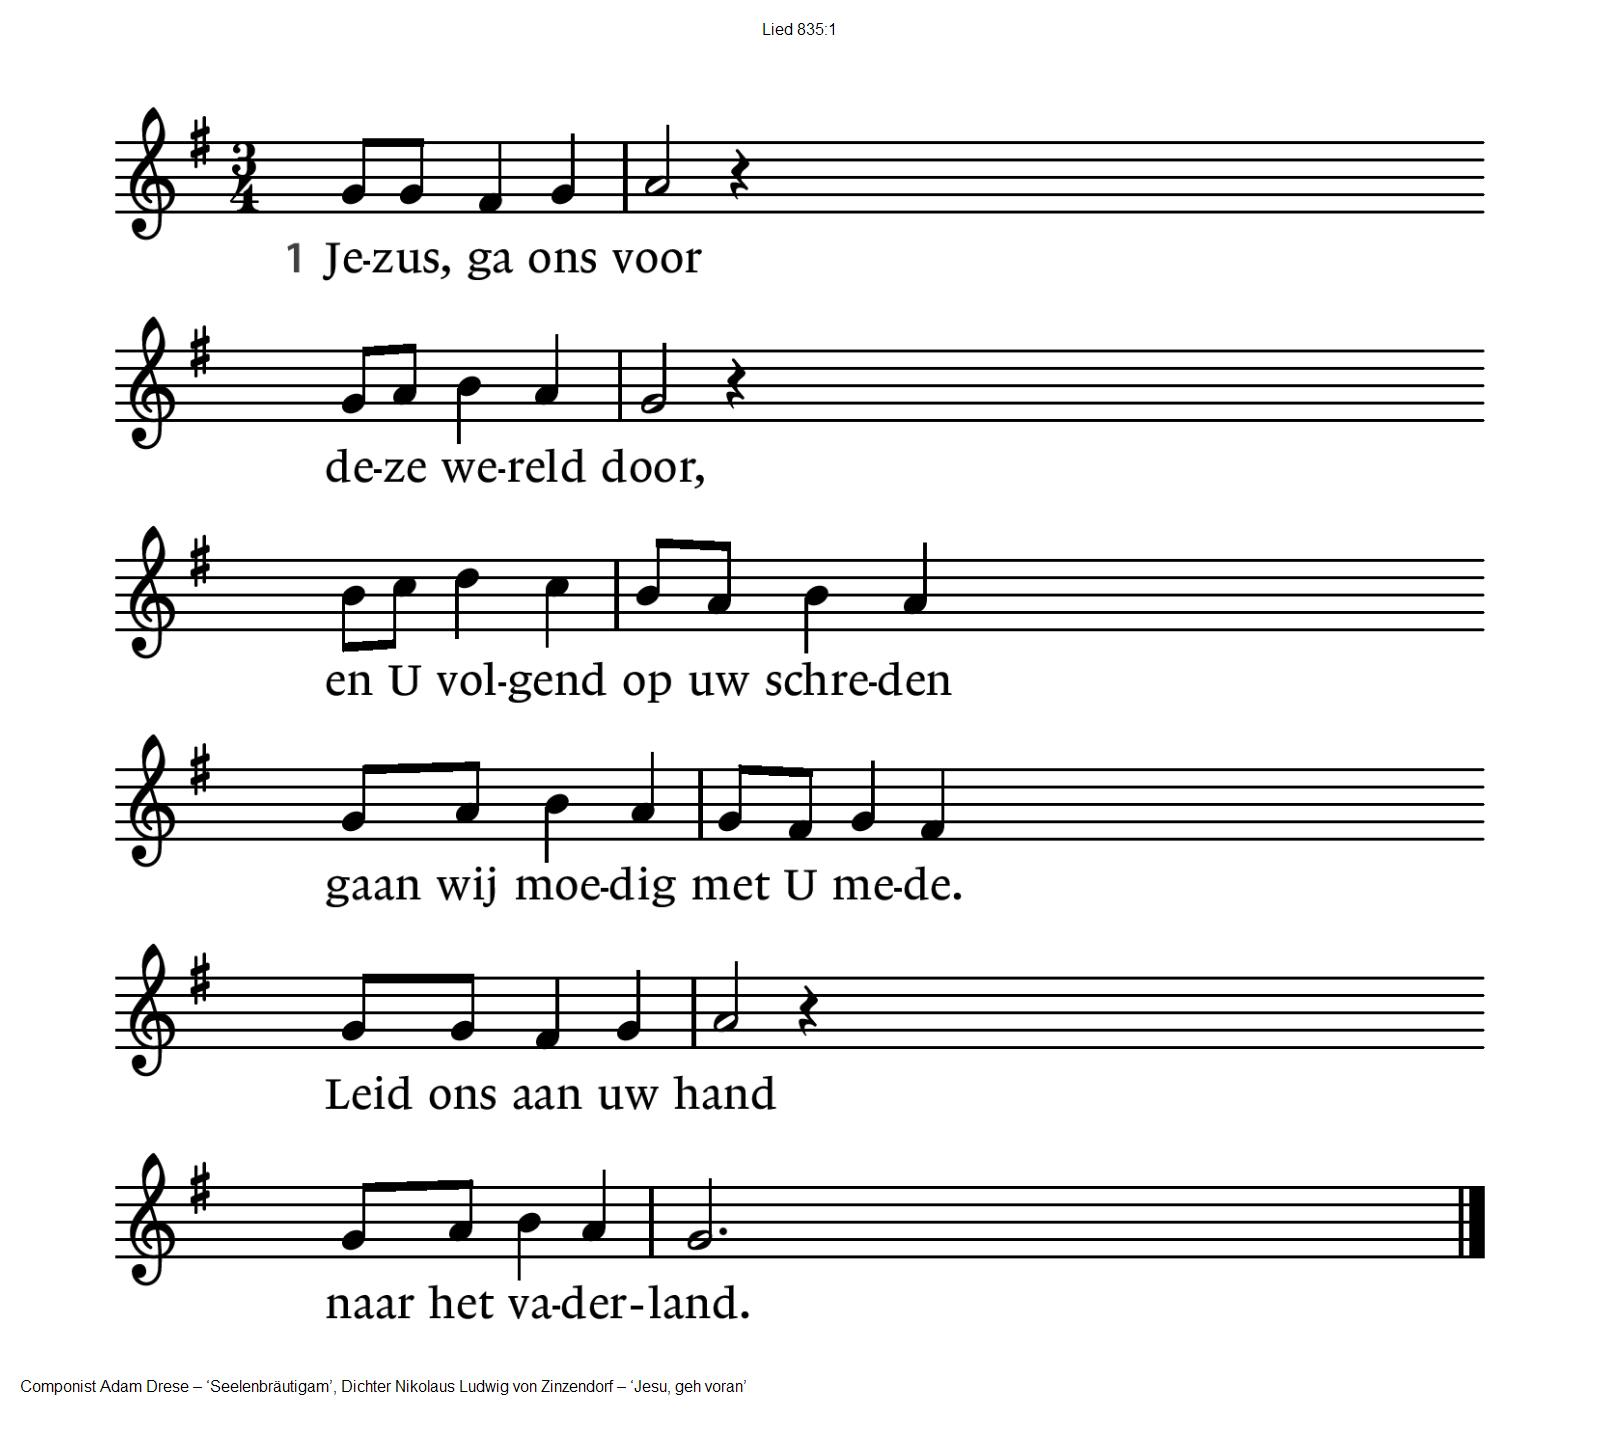 Lied 835:1
3
4
1 Je-zus, ga ons voor
de-ze we-reld door,
en U vol-gend op uw schre-den
gaan wij moe-dig met U me-de.
Leid ons aan uw hand
naar het va-der-land.
Componist Adam Drese – ‘Seelenbräutigam’, Dichter Nikolaus Ludwig von Zinzendorf – ‘Jesu, geh voran’